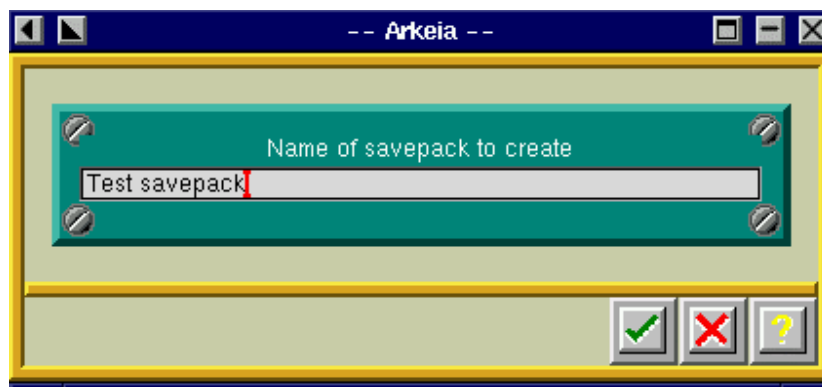 -- Arkeia --
Name of savepack to create
Test savepack
?